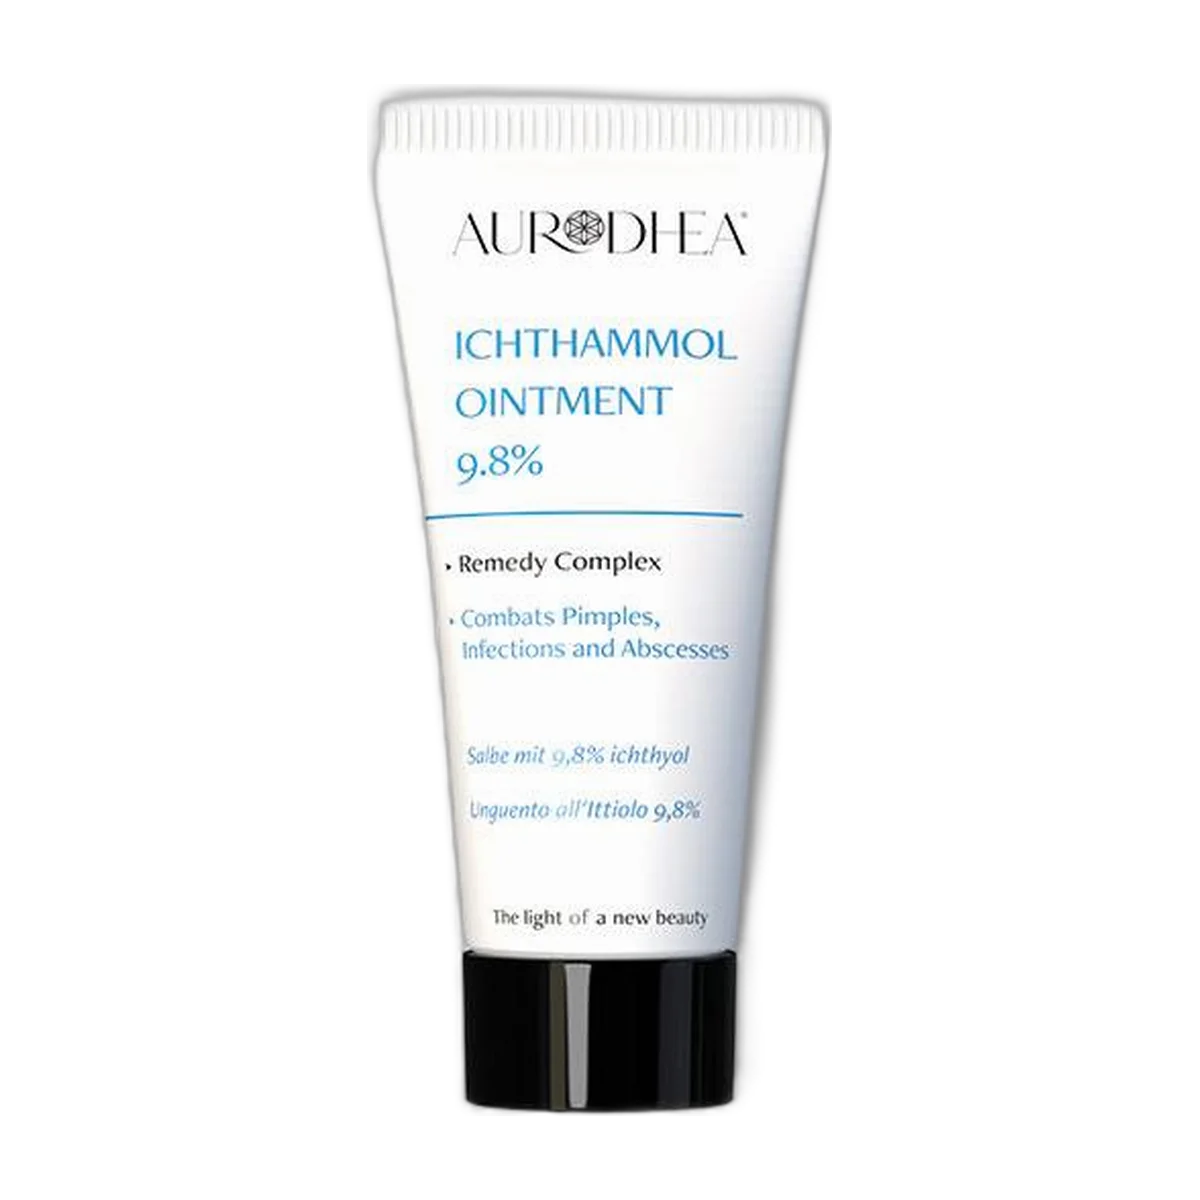 AURODHEA®
ICHTHAMMOL
OINTMENT
9.8%
Remedy Complex
Combats Pimples,
Infections and Abscesses
Salbe mit 9,8% ichthyol
Unguento all'Ittiolo 9,8%
The light of a new beauty